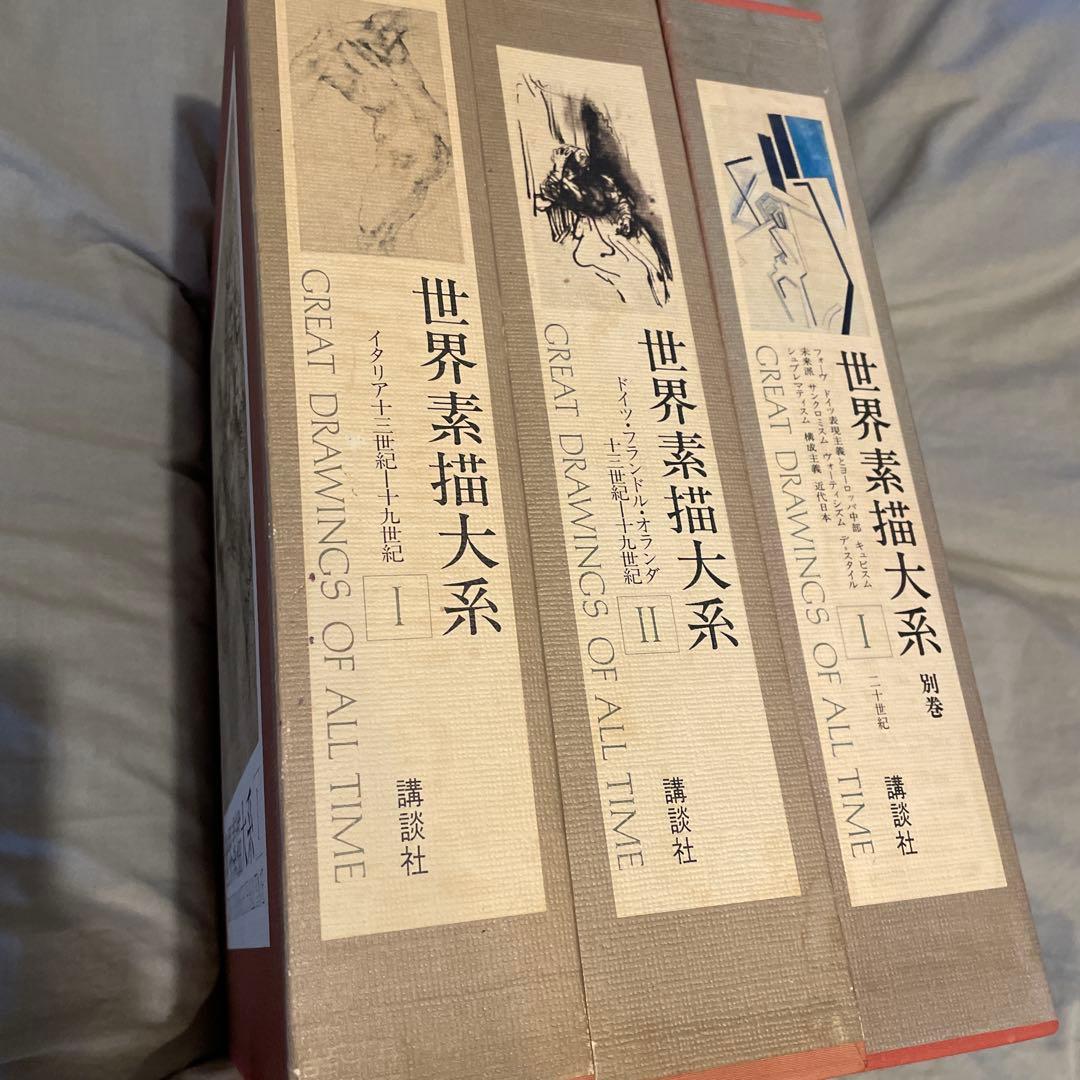 世界素描大系
イタリア十三世紀―十九世紀
I
GREAT DRAWINGS OF ALL TIME
講談社
世界素描大系
ドイツ・フランドル・オランダ
十三世紀―十九世紀
II
GREAT DRAWINGS OF ALL TIME
講談社
世界素描大系 別巻
フォーヴ ドイツ表現主義とヨーロッパ中部 キュビスム
未来派 サンクロミスム ヴォーティシズム デ・スタイル
シュプレマティスム 構成主義 近代日本
I
二十世紀
GREAT DRAWINGS OF ALL TIME
講談社